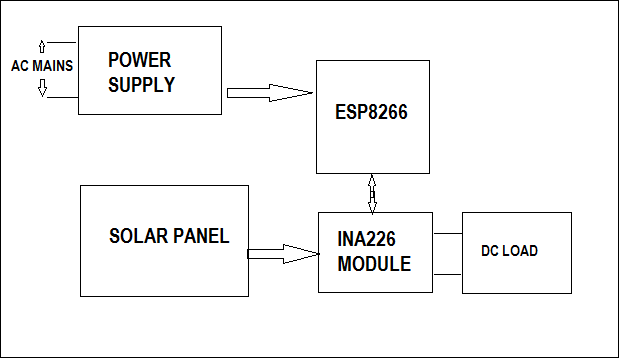 AC MAINS
POWER
SUPPLY
ESP8266
SOLAR PANEL
INA226
MODULE
DC LOAD